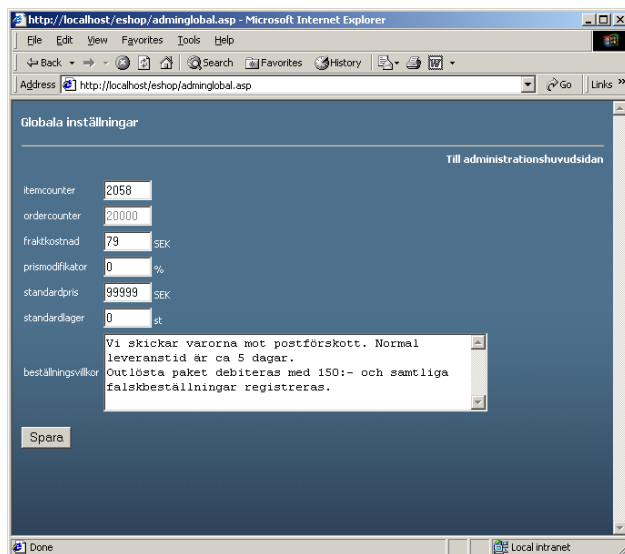 http://localhost/eshop/adminglobal.asp - Microsoft Internet Explorer
File Edit View Favorites Tools Help
Back Search Favorites History
Address http://localhost/eshop/adminglobal.asp Go Links »
Globala inställningar
Till administrationshuvudsidan
itemcounter 2058
ordercounter 20000
fraktkostnad 79 SEK
prismodifikator 0 %
standardpris 99999 SEK
standardlager 0 st
beställningsvillkor
Vi skickar varorna mot postförskott. Normal
leveranstid är ca 5 dagar.
Outlösta paket debiteras med 150:- och samtliga
falskbeställningar registreras.
Spara
Done Local intranet